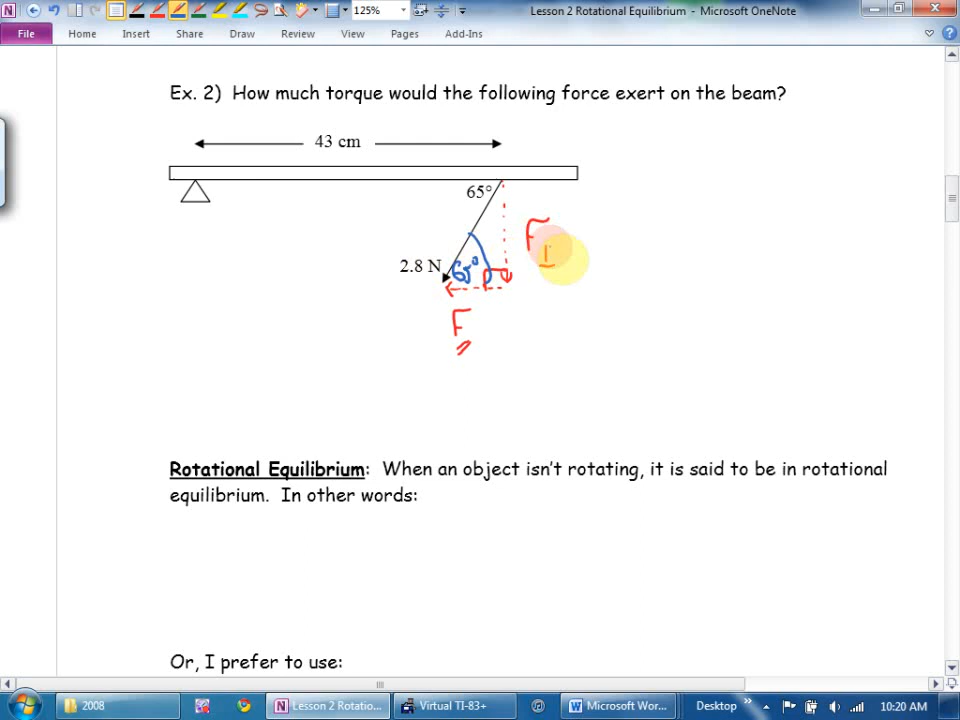 Lesson 2 Rotational Equilibrium - Microsoft OneNote
125%
File Home Insert Share Draw Review View Pages Add-Ins
Ex. 2) How much torque would the following force exert on the beam?
43 cm
65°
2.8 N
65°
F⊥
F
Rotational Equilibrium: When an object isn't rotating, it is said to be in rotational
equilibrium. In other words:
Or, I prefer to use:
2008 Lesson 2 Rotatio... Virtual TI-83+ Microsoft Wor... Desktop 10:20 AM